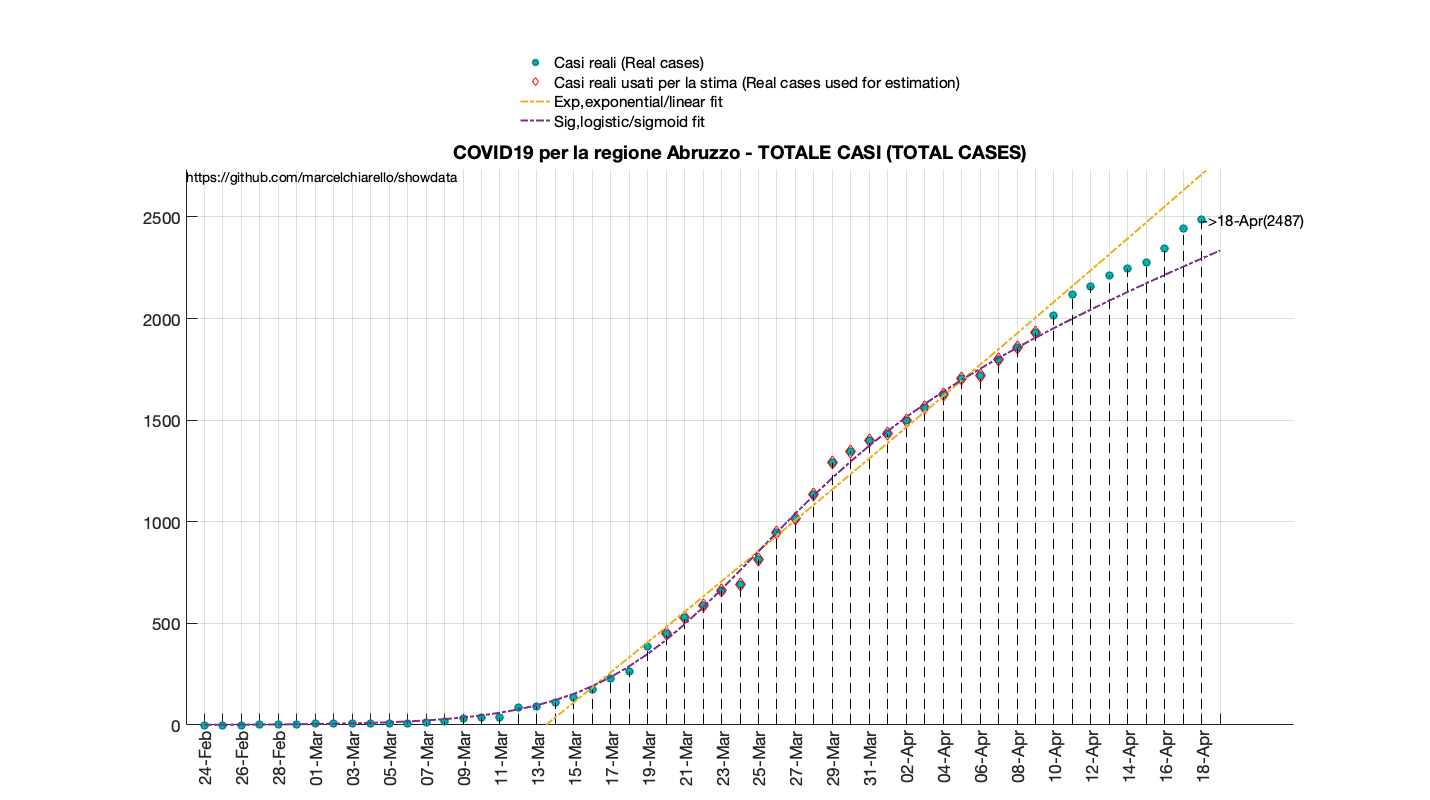 Casi reali (Real cases)
Casi reali usati per la stima (Real cases used for estimation)
Exp,exponential/linear fit
Sig,logistic/sigmoid fit
COVID19 per la regione Abruzzo - TOTALE CASI (TOTAL CASES)
https://github.com/marcelchiarello/showdata
2500
->18-Apr(2487)
2000
1500
1000
500
0
24-Feb
26-Feb
28-Feb
01-Mar
03-Mar
05-Mar
07-Mar
09-Mar
11-Mar
13-Mar
15-Mar
17-Mar
19-Mar
21-Mar
23-Mar
25-Mar
27-Mar
29-Mar
31-Mar
02-Apr
04-Apr
06-Apr
08-Apr
10-Apr
12-Apr
14-Apr
16-Apr
18-Apr